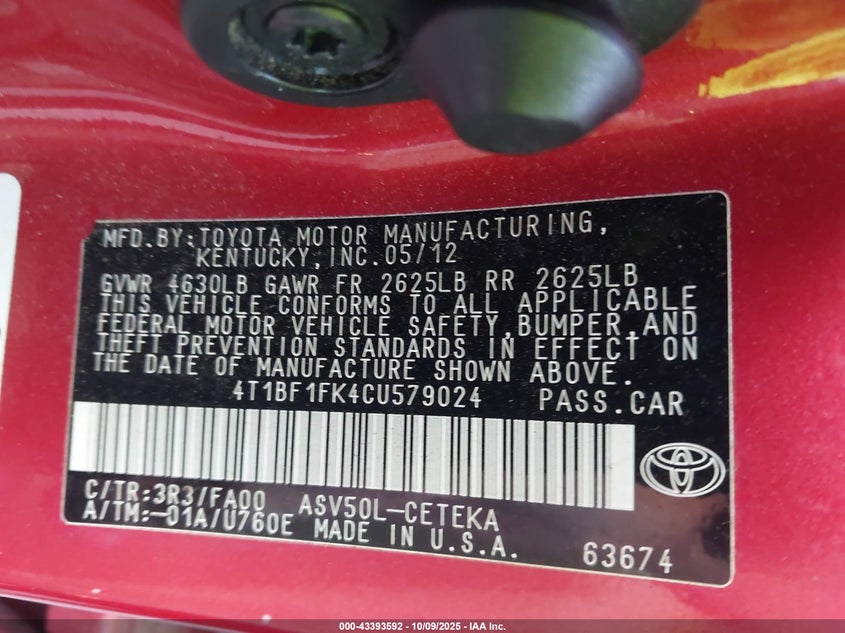 MFD.BY:TOYOTA MOTOR MANUFACTURING,
KENTUCKY,INC.05/12
GVWR 4630LB GAWR FR 2625LB RR 2625LB
THIS VEHICLE CONFORMS TO ALL APPLICABLE
FEDERAL MOTOR VEHICLE SAFETY,BUMPER,AND
THEFT PREVENTION STANDARDS IN EFFECT ON
THE DATE OF MANUFACTURE SHOWN ABOVE.
4T1BF1FK4CU579024 PASS.CAR
C/TR:3R3/FA00 ASV50L-CETEKA
A/TM:-01A/U760E MADE IN U.S.A.
63674
000-43393592 - 10/09/2025 - IAA Inc.